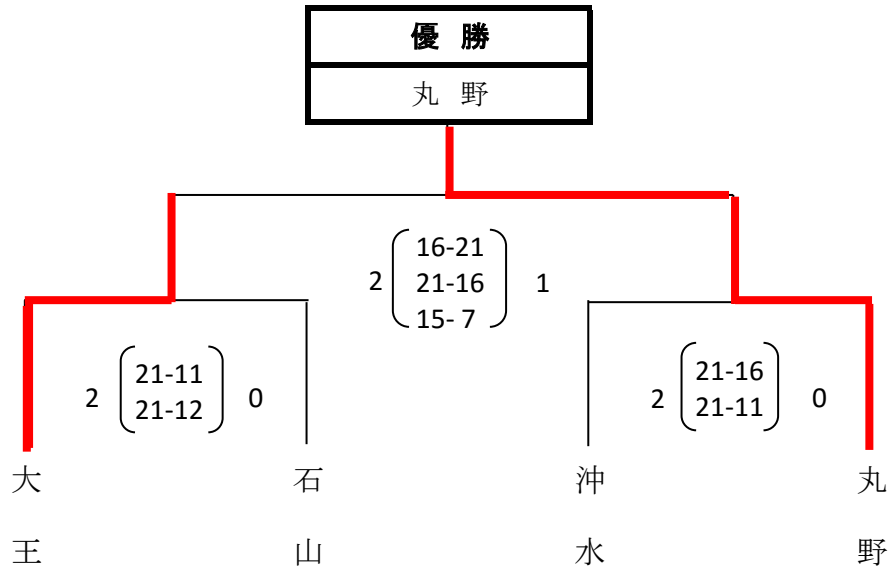 優 勝
丸 野
16-21
2 21-16 1
15- 7
21-11
2 21-12 0
21-16
2 21-11 0
大王
石山
沖水
丸野